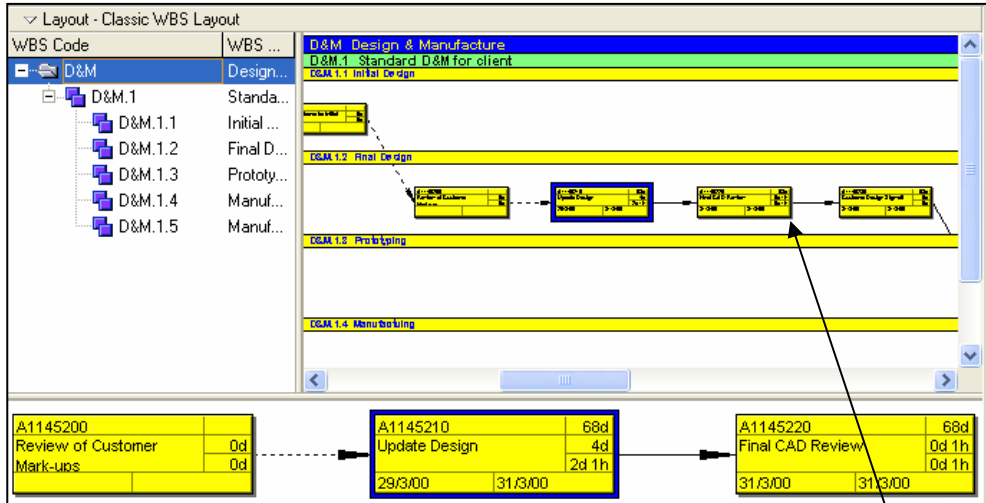 Layout - Classic WBS Layout
WBS Code WBS ...
D&M Design...
D&M.1 Standa...
D&M.1.1 Initial ...
D&M.1.2 Final D...
D&M.1.3 Prototy...
D&M.1.4 Manuf...
D&M.1.5 Manuf...
D&M Design & Manufacture
D&M.1 Standard D&M for client
D&M.1.1 Initial Design
D&M.1.2 Final Design
D&M.1.3 Prototyping
D&M.1.4 Manufacturing
A1145200
Review of Customer 0d
Mark-ups 0d
A1145210 68d
Update Design 4d
2d 1h
29/3/00 31/3/00
A1145220 68d
Final CAD Review 0d 1h
0d 1h
31/3/00 31/3/00